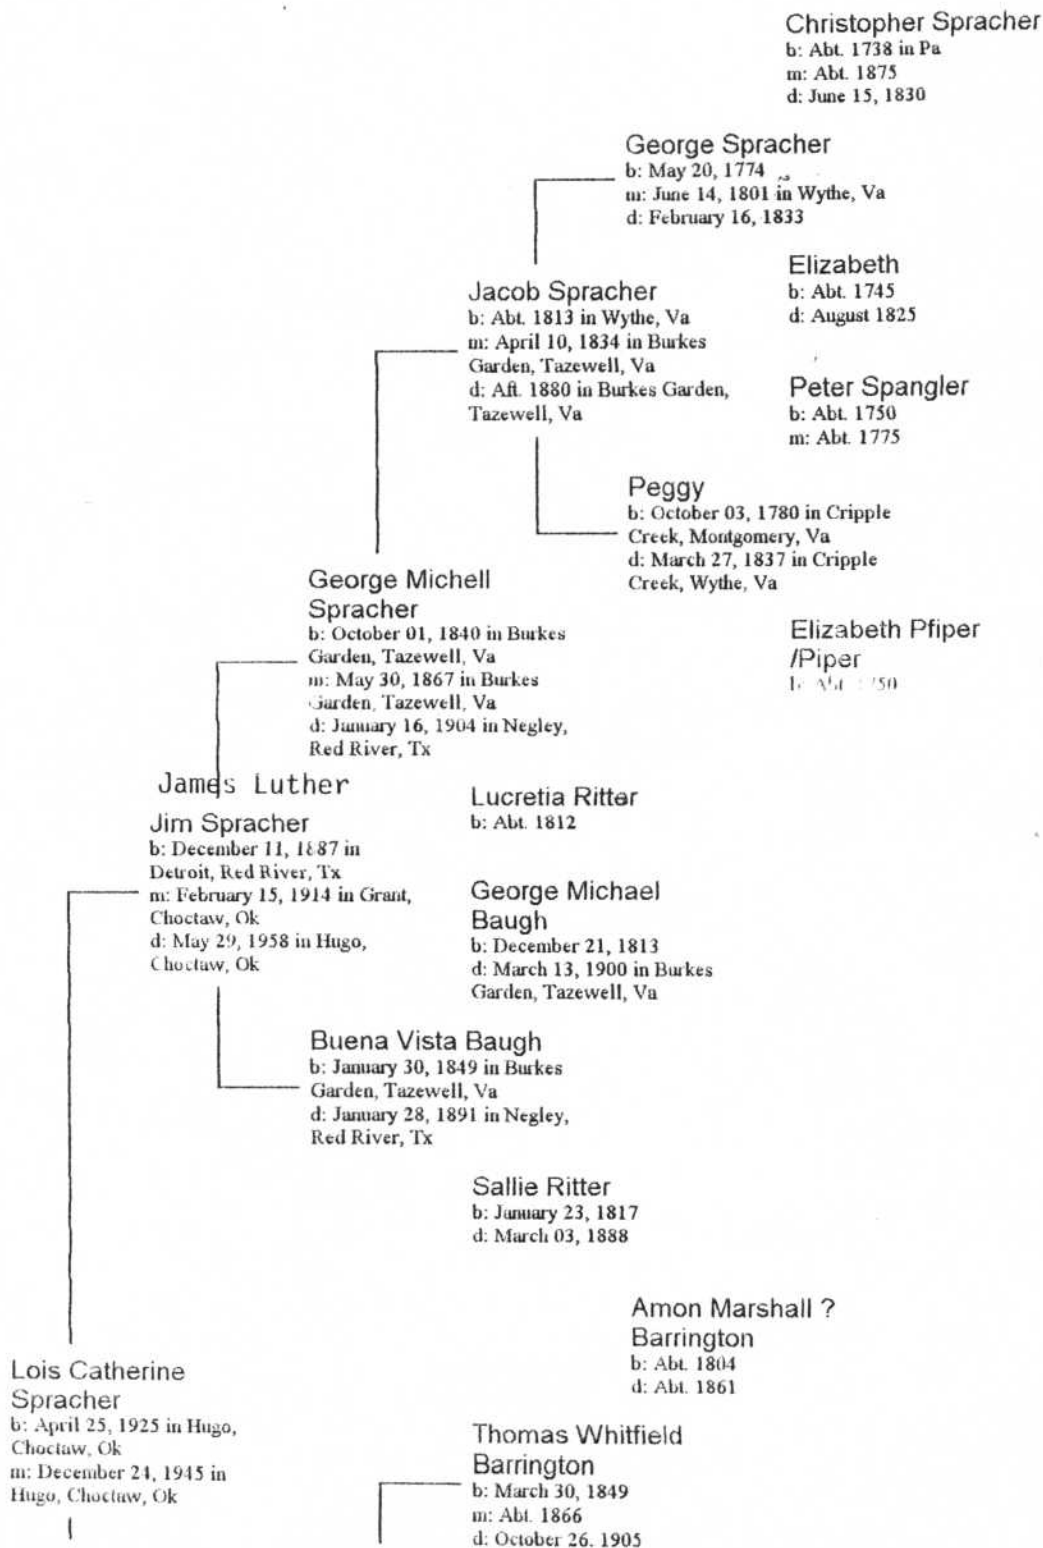 Christopher Spracher
b: Abt. 1738 in Pa
m: Abt. 1875
d: June 15, 1830
George Spracher
b: May 20, 1774
m: June 14, 1801 in Wythe, Va
d: February 16, 1833
Elizabeth
b: Abt. 1745
d: August 1825
Jacob Spracher
b: Abt. 1813 in Wythe, Va
m: April 10, 1834 in Burkes
Garden, Tazewell, Va
d: Aft. 1880 in Burkes Garden,
Tazewell, Va
Peter Spangler
b: Abt. 1750
m: Abt. 1775
Peggy
b: October 03, 1780 in Cripple
Creek, Montgomery, Va
d: March 27, 1837 in Cripple
Creek, Wythe, Va
George Michell
Spracher
b: October 01, 1840 in Burkes
Garden, Tazewell, Va
m: May 30, 1867 in Burkes
Garden, Tazewell, Va
d: January 16, 1904 in Negley,
Red River, Tx
Elizabeth Pfiper
/Piper
b: Abt. 1750
James Luther
Jim Spracher
b: December 11, 1887 in
Detroit, Red River, Tx
m: February 15, 1914 in Grant,
Choctaw, Ok
d: May 29, 1958 in Hugo,
Choctaw, Ok
Lucretia Ritter
b: Abt. 1812
George Michael
Baugh
b: December 21, 1813
d: March 13, 1900 in Burkes
Garden, Tazewell, Va
Buena Vista Baugh
b: January 30, 1849 in Burkes
Garden, Tazewell, Va
d: January 28, 1891 in Negley,
Red River, Tx
Sallie Ritter
b: January 23, 1817
d: March 03, 1888
Amon Marshall ?
Barrington
b: Abt. 1804
d: Abt. 1861
Lois Catherine
Spracher
b: April 25, 1925 in Hugo,
Choctaw, Ok
m: December 24, 1945 in
Hugo, Choctaw, Ok
Thomas Whitfield
Barrington
b: March 30, 1849
m: Abt. 1866
d: October 26, 1905